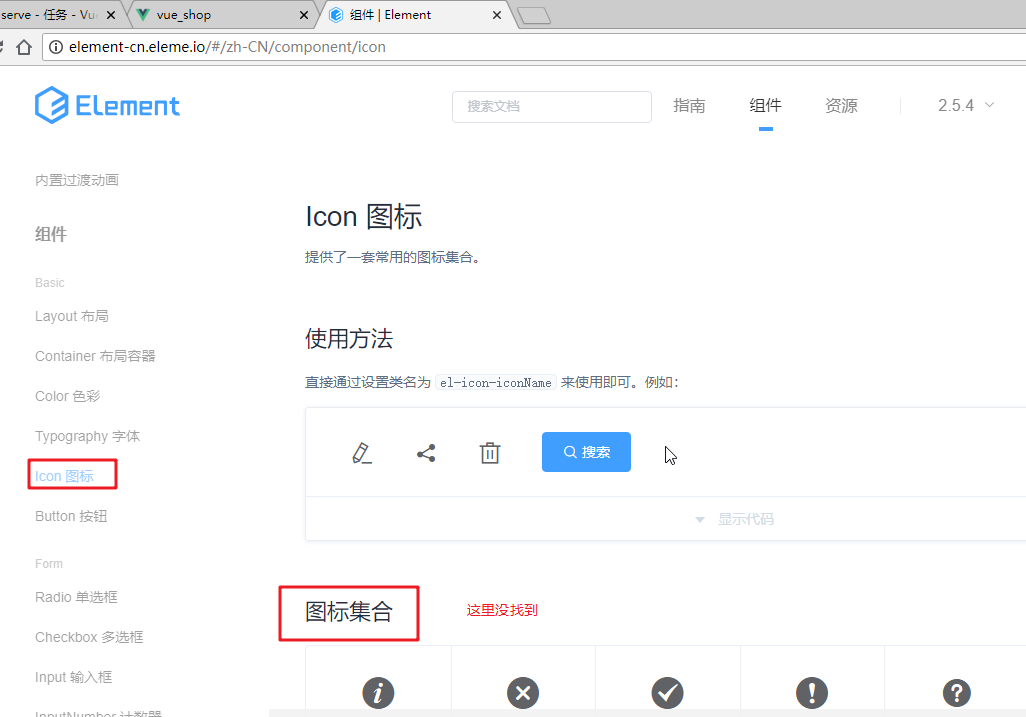 serve - 任务 - Vu
vue_shop
组件 | Element
element-cn.eleme.io/#/zh-CN/component/icon
Element
搜索文档
指南
组件
资源
2.5.4
内置过渡动画
组件
Basic
Layout 布局
Container 布局容器
Color 色彩
Typography 字体
Icon 图标
Button 按钮
Form
Radio 单选框
Checkbox 多选框
Input 输入框
InputNumber 计数器
Icon 图标
提供了一套常用的图标集合。
使用方法
直接通过设置类名为 el-icon-iconName 来使用即可。例如：
搜索
显示代码
图标集合
这里没找到